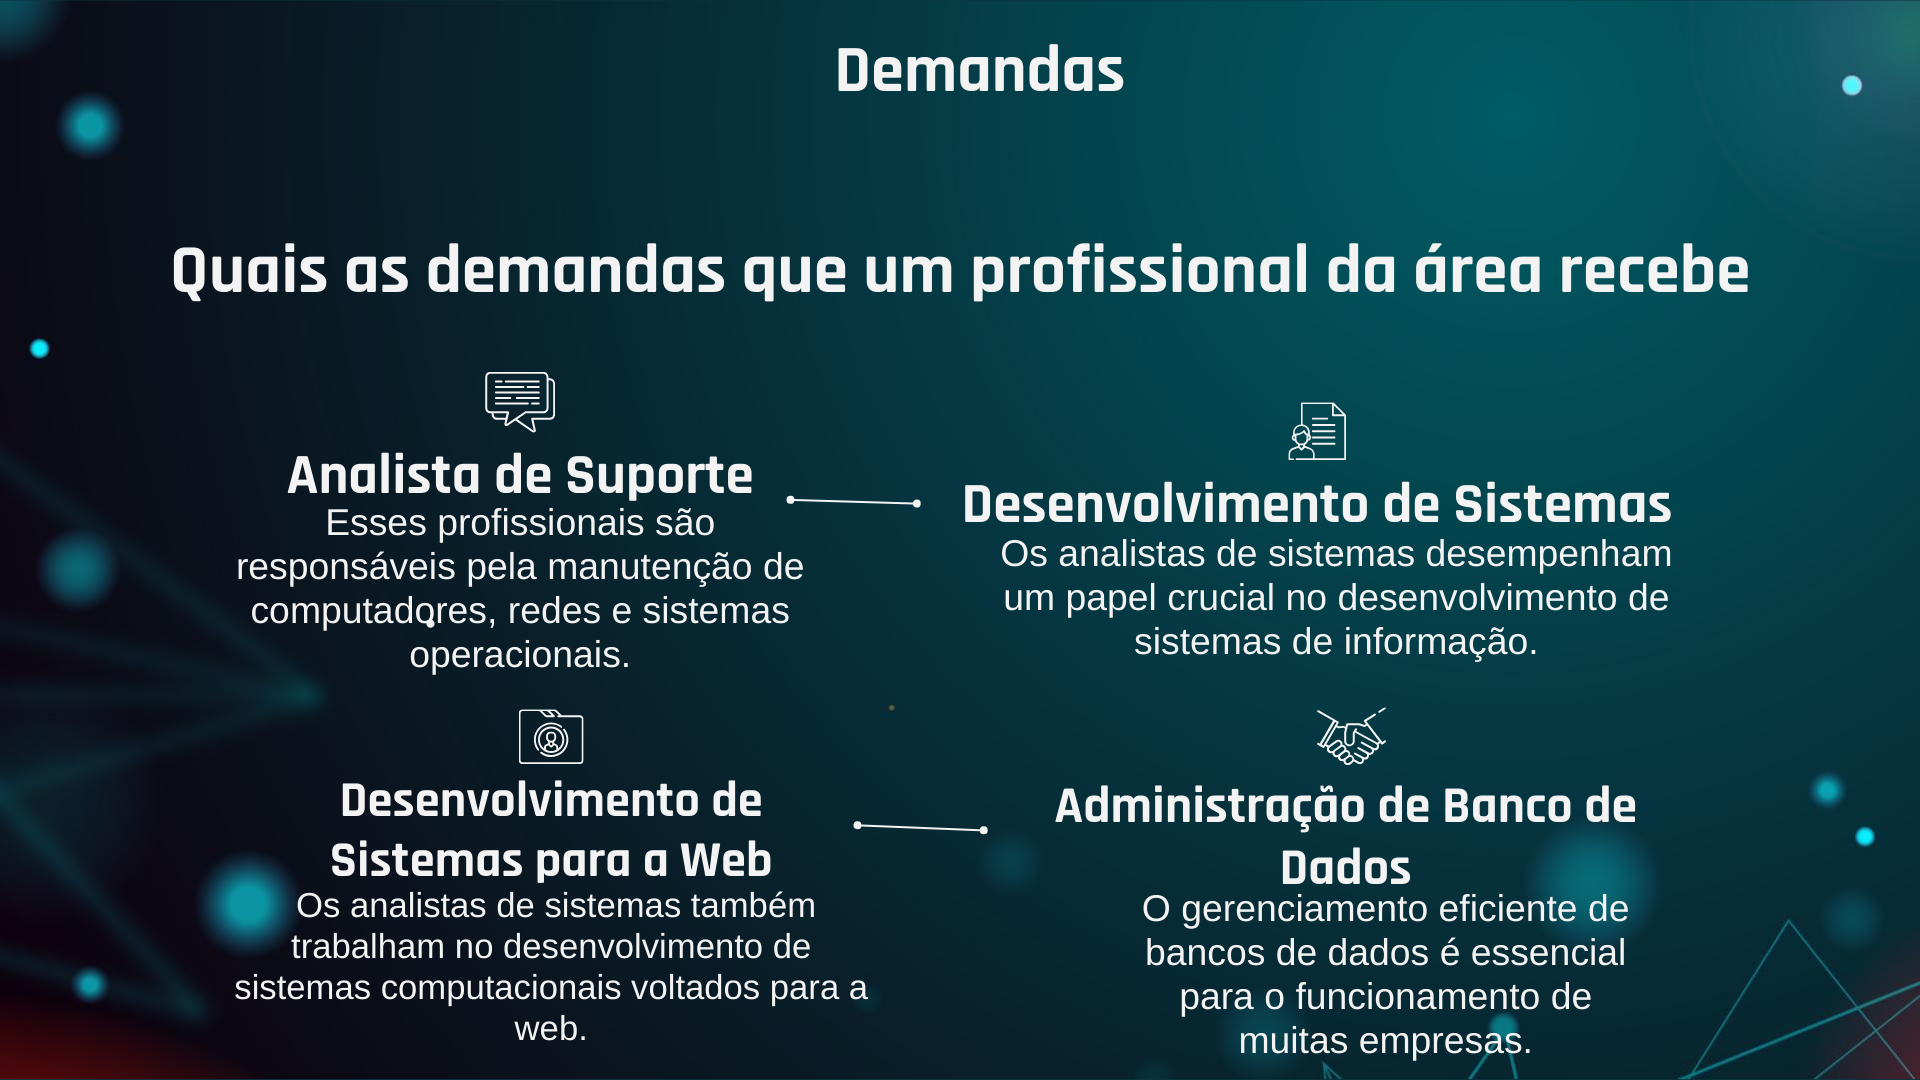 Demandas
Quais as demandas que um profissional da área recebe
Analista de Suporte
Esses profissionais são
responsáveis pela manutenção de
computadores, redes e sistemas
operacionais.
Desenvolvimento de Sistemas
Os analistas de sistemas desempenham
um papel crucial no desenvolvimento de
sistemas de informação.
Desenvolvimento de
Sistemas para a Web
Os analistas de sistemas também
trabalham no desenvolvimento de
sistemas computacionais voltados para a
web.
Administração de Banco de
Dados
O gerenciamento eficiente de
bancos de dados é essencial
para o funcionamento de
muitas empresas.